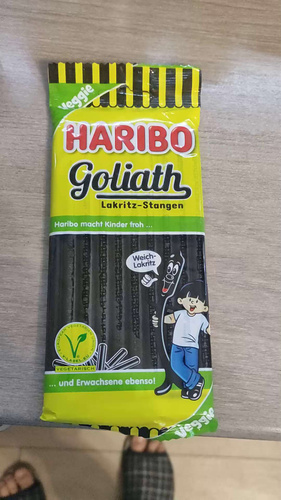 Veggie
HARIBO
Goliath
Lakritz-Stangen
Haribo macht Kinder froh ...
Weich-
Lakritz
VEGETARISCH
... und Erwachsene ebenso!
Veggie